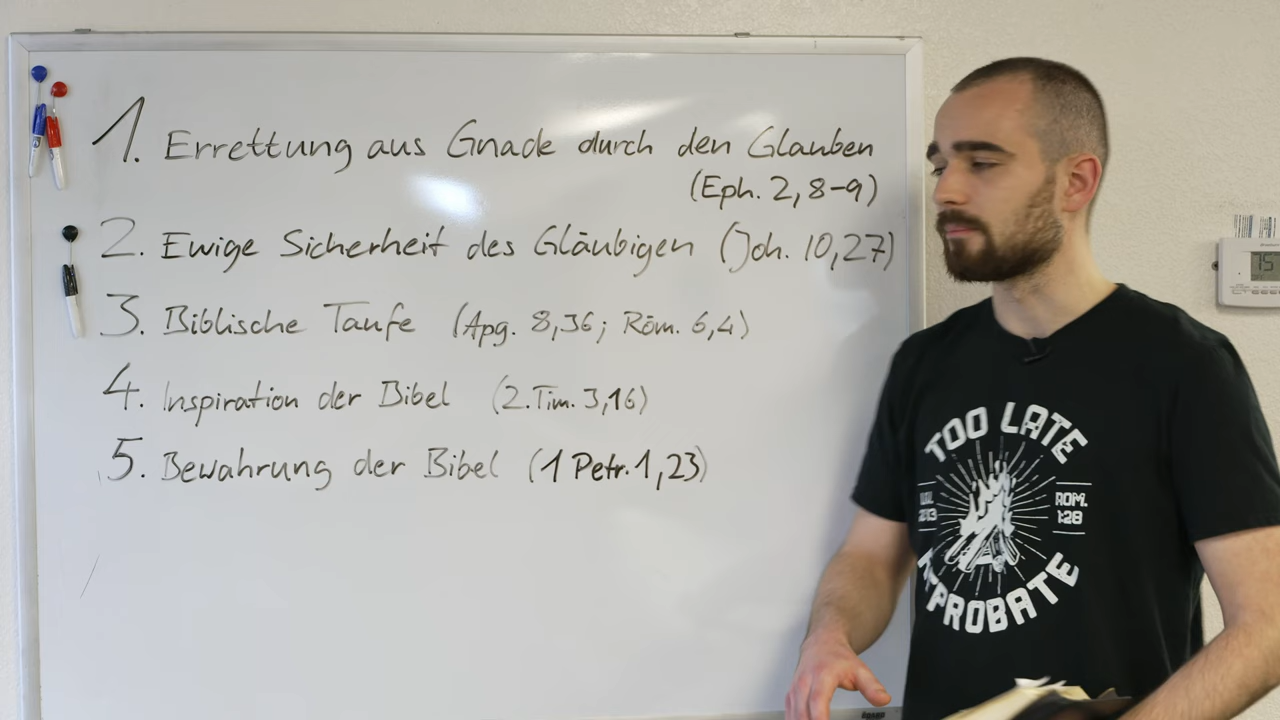 1. Errettung aus Gnade durch den Glauben
(Eph. 2, 8-9)
2. Ewige Sicherheit des Gläubigen (Joh. 10,27)
3. Biblische Taufe (Apg. 8,36; Röm. 6,4)
4. Inspiration der Bibel (2.Tim. 3,16)
5. Bewahrung der Bibel (1 Petr. 1,23)
TOO LATE
ROM.
1:28
PROBATE
15